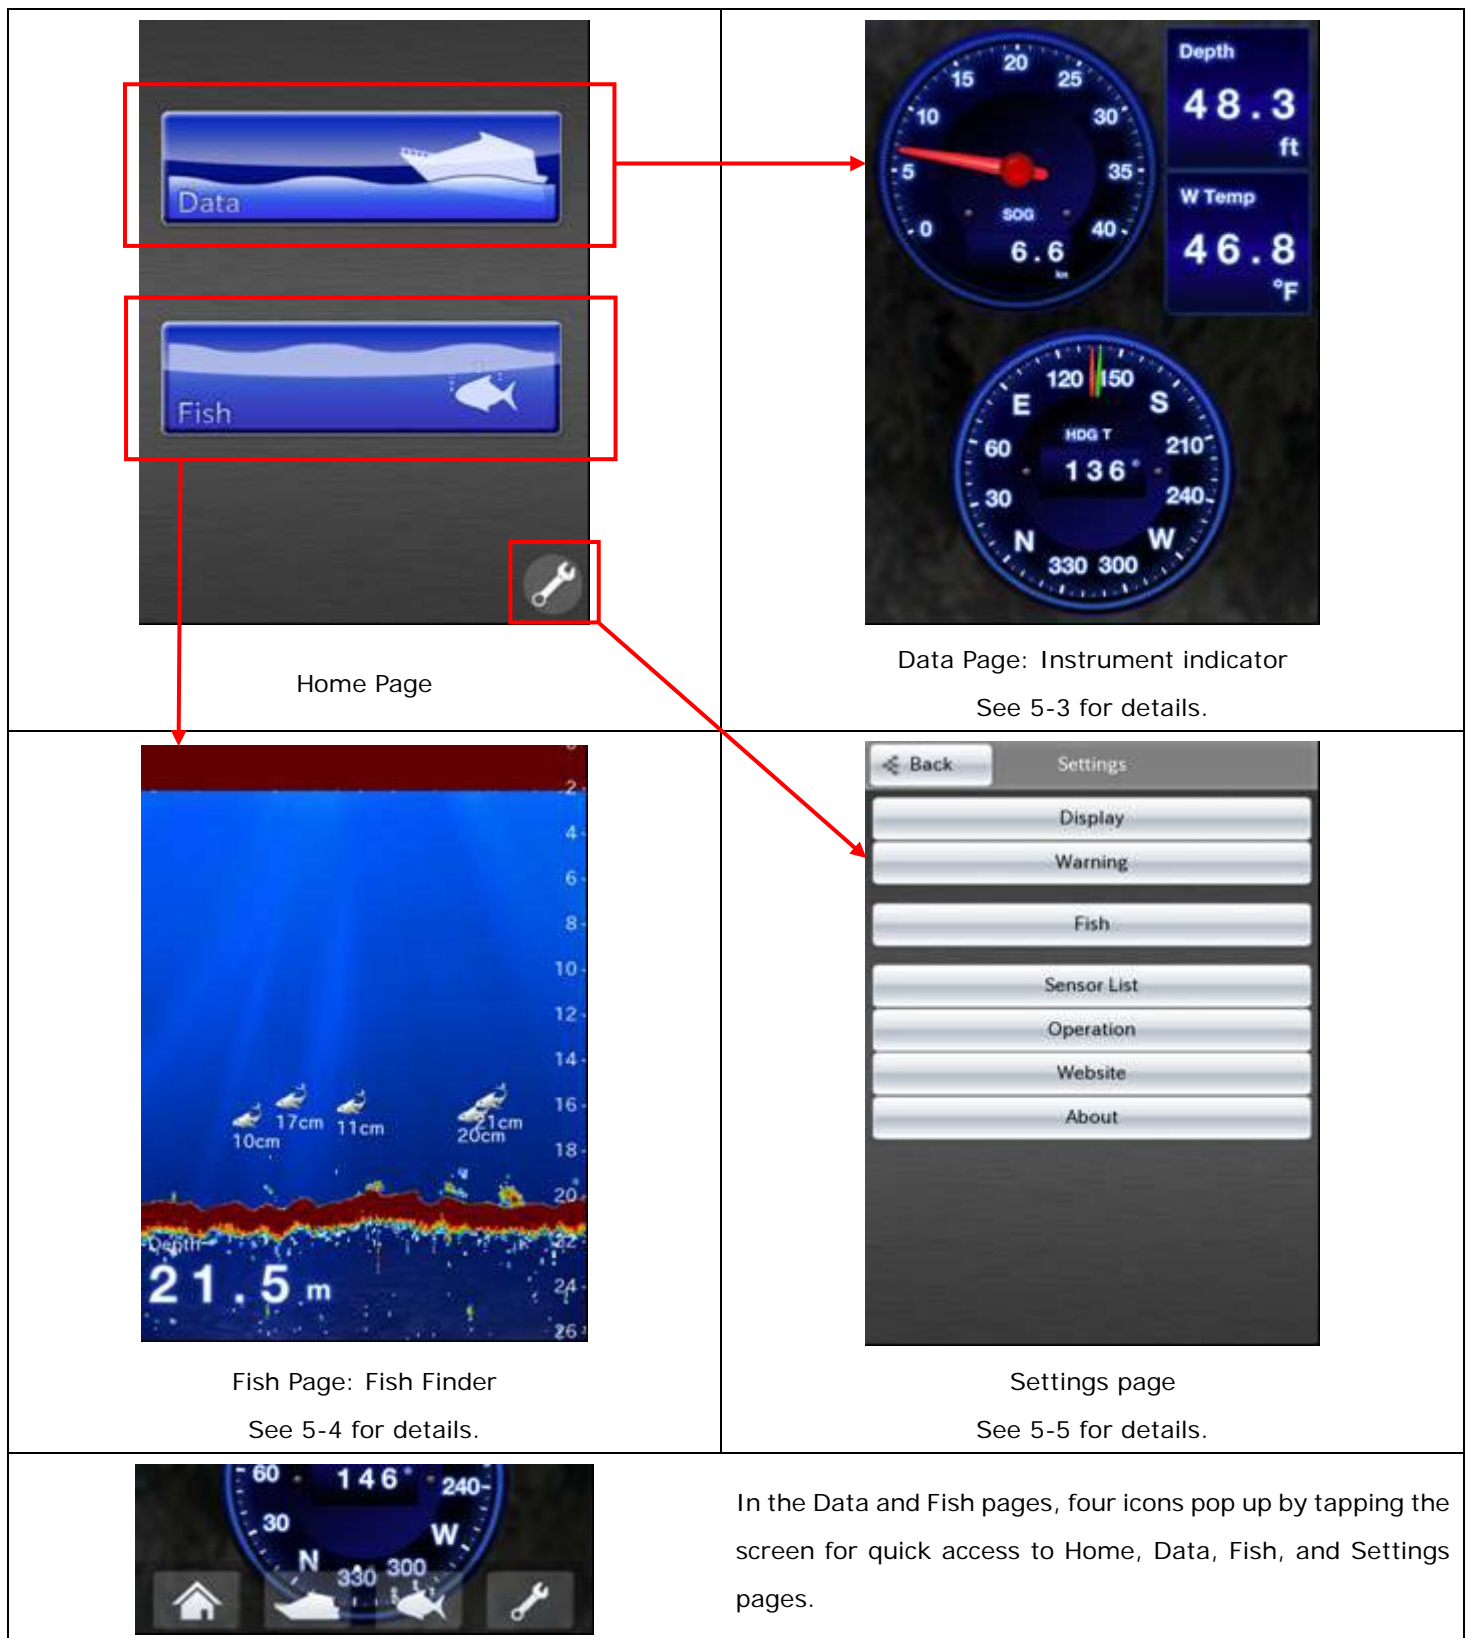 Data
Fish
Home Page
20
15
25
10
30
5
35
SOG
0
40
6.6
kn
Depth
48.3
ft
W Temp
46.8
°F
120 150
E
S
HDG T
60
210
136°
30
240
N
W
330 300
Data Page: Instrument indicator
See 5-3 for details.
2
4
6
8
10
12
14
16
17cm
11cm
21cm
10cm
20cm
18
20
22
Depth
21.5 m
24
26
Fish Page: Fish Finder
See 5-4 for details.
Back
Settings
Display
Warning
Fish
Sensor List
Operation
Website
About
Settings page
See 5-5 for details.
60
146°
240
30
W
N
330
300
In the Data and Fish pages, four icons pop up by tapping the
screen for quick access to Home, Data, Fish, and Settings
pages.